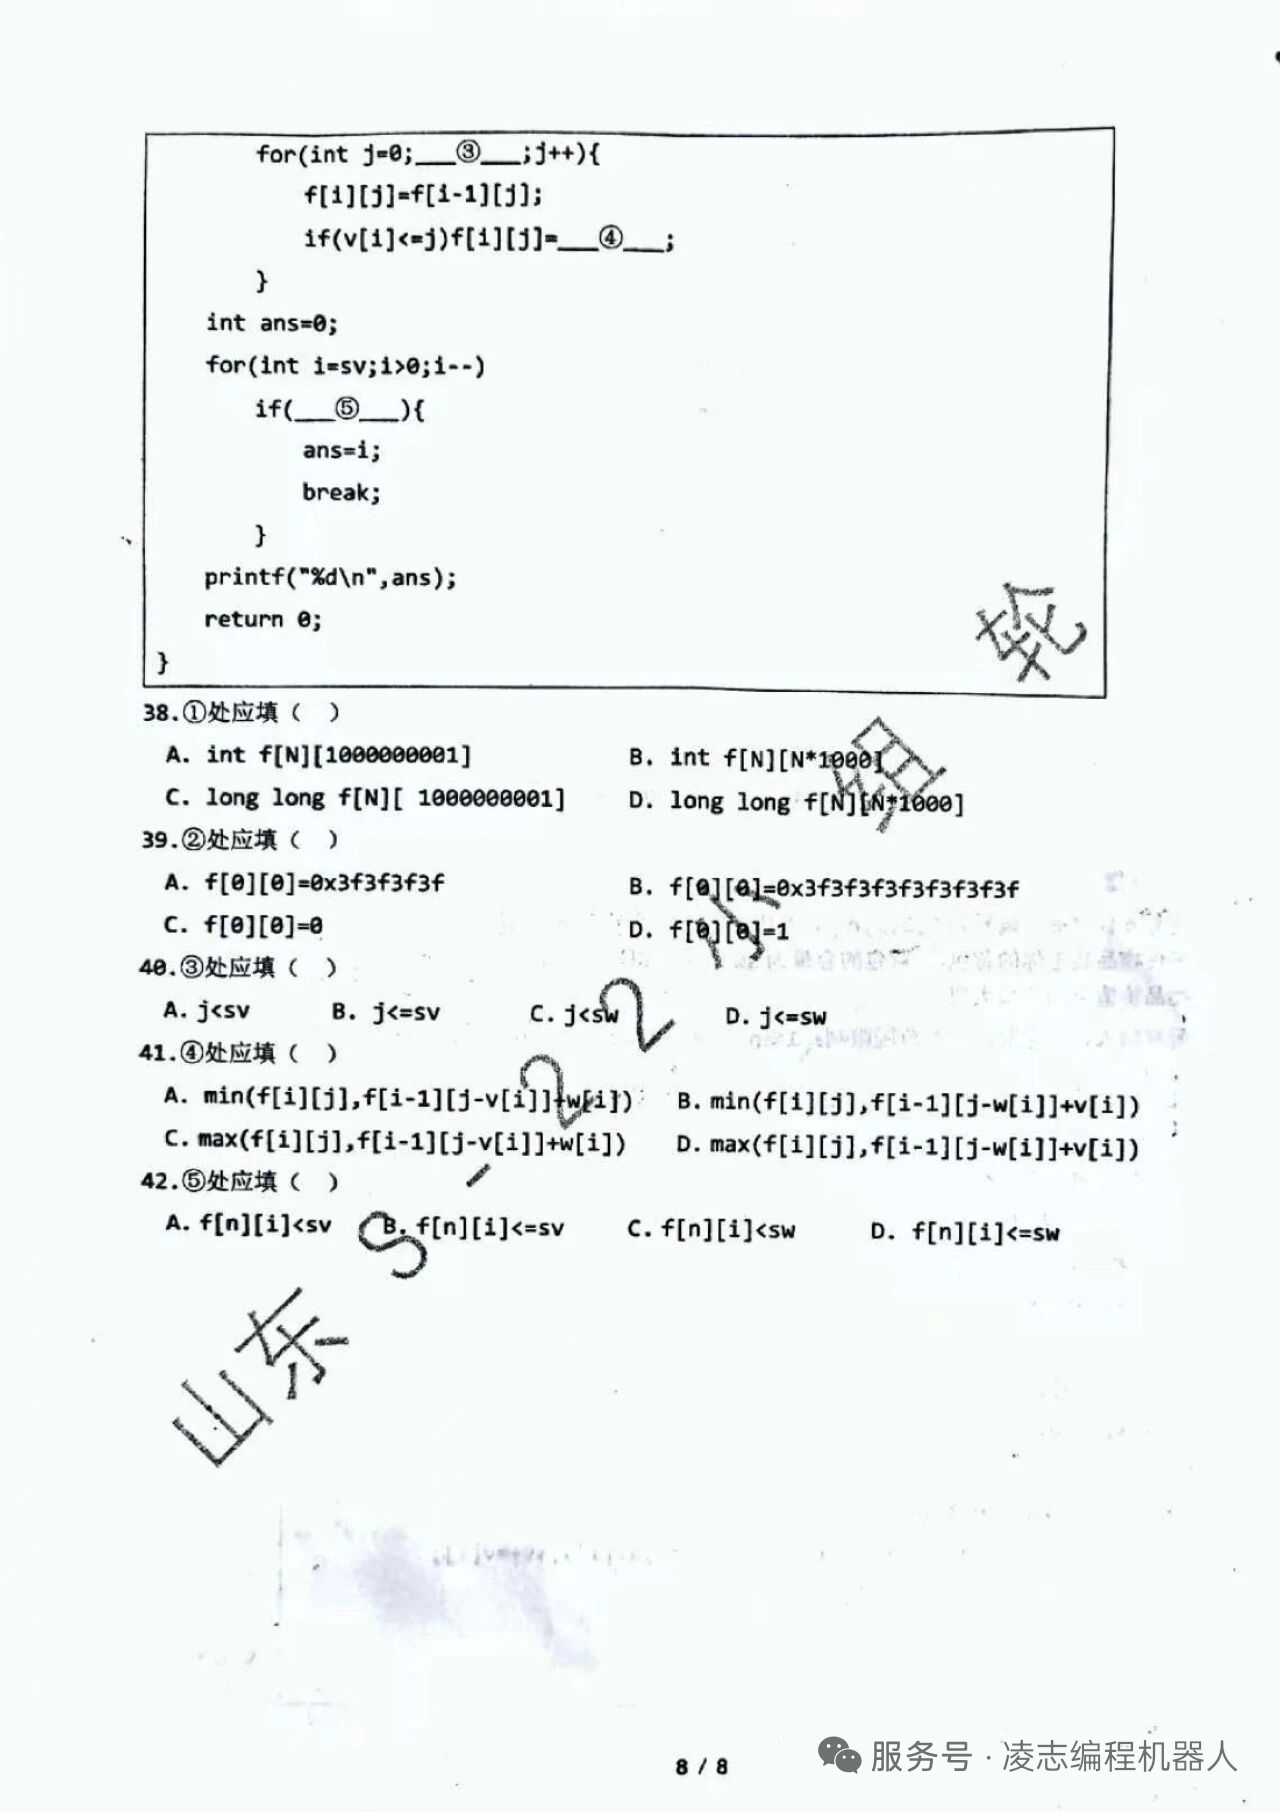 for(int j=0;___③___;j++){
f[i][j]=f[i-1][j];
if(v[i]<=j)f[i][j]=___④___;
}
int ans=0;
for(int i=sv;i>0;i--)
if(___⑤___){
ans=i;
break;
}
printf("%d\n",ans);
return 0;
}
38.①处应填（ ）
A. int f[N][1000000001] B. int f[N][N*1000]
C. long long f[N][ 1000000001] D. long long f[N][N*1000]
39.②处应填（ ）
A. f[0][0]=0x3f3f3f3f B. f[0][0]=0x3f3f3f3f3f3f3f3f
C. f[0][0]=0 D. f[0][0]=1
40.③处应填（ ）
A. j<sv B. j<=sv C. j<sw D. j<=sw
41.④处应填（ ）
A. min(f[i][j],f[i-1][j-v[i]]+w[i]) B. min(f[i][j],f[i-1][j-w[i]]+v[i])
C. max(f[i][j],f[i-1][j-v[i]]+w[i]) D. max(f[i][j],f[i-1][j-w[i]]+v[i])
42.⑤处应填（ ）
A. f[n][i]<sv B. f[n][i]<=sv C. f[n][i]<sw D. f[n][i]<=sw
山东 S-22 小组轮
8 / 8
服务号·凌志编程机器人